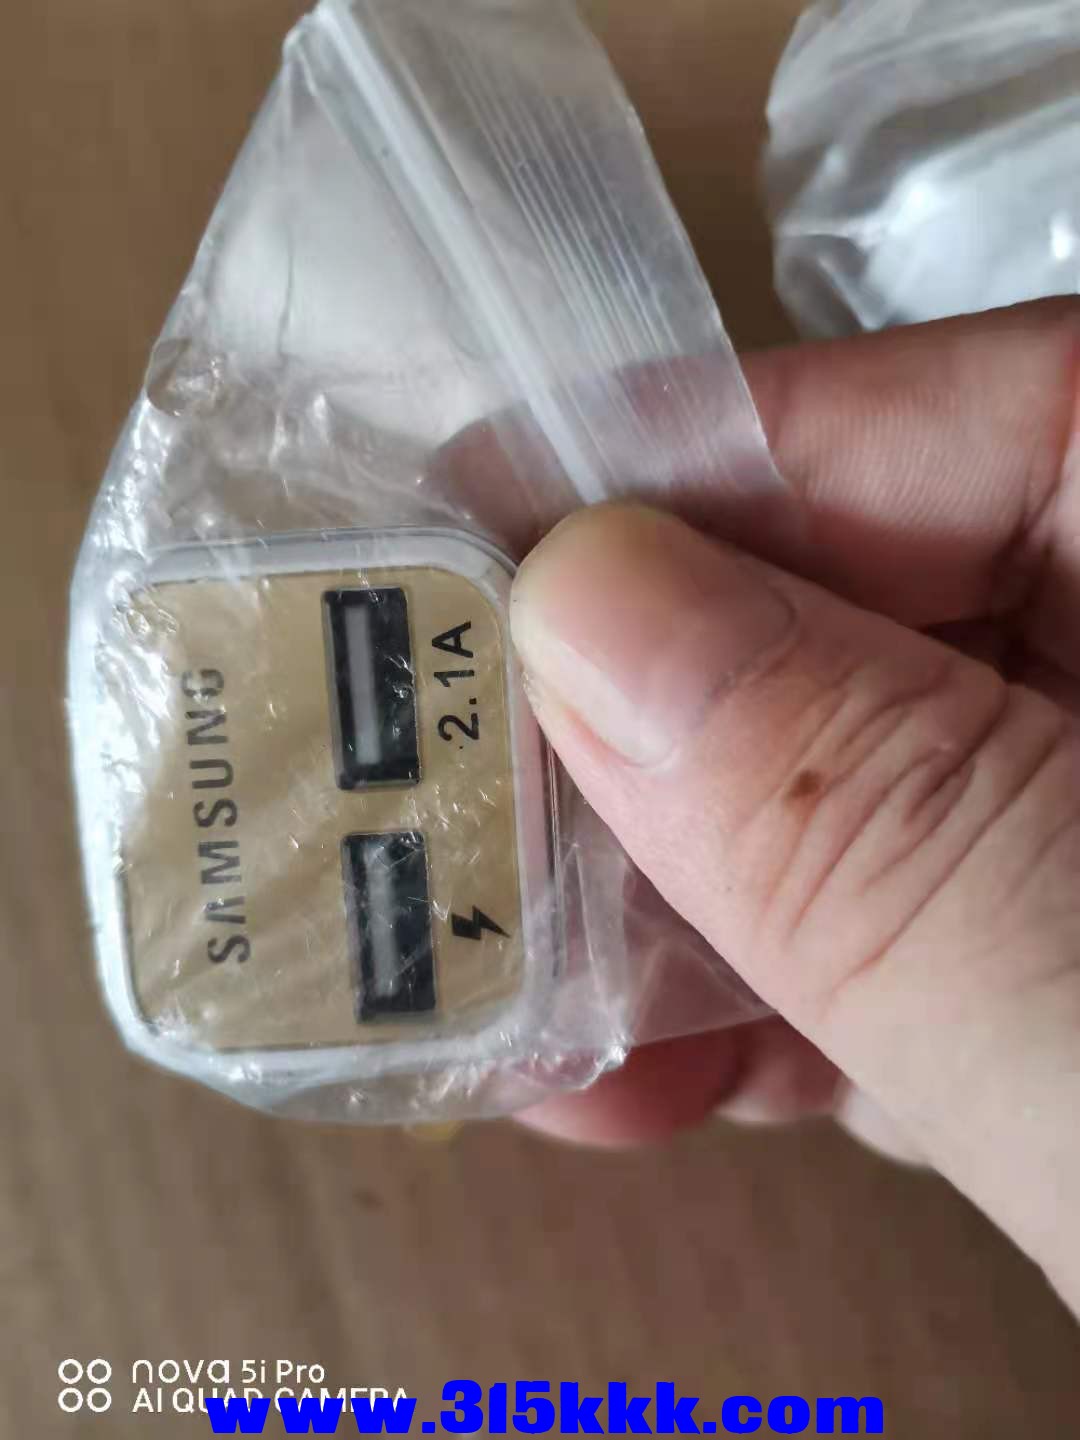 SAMSUNG
2.1A
nova 5i Pro
AI QUAD CAMERA
www.315kkk.com